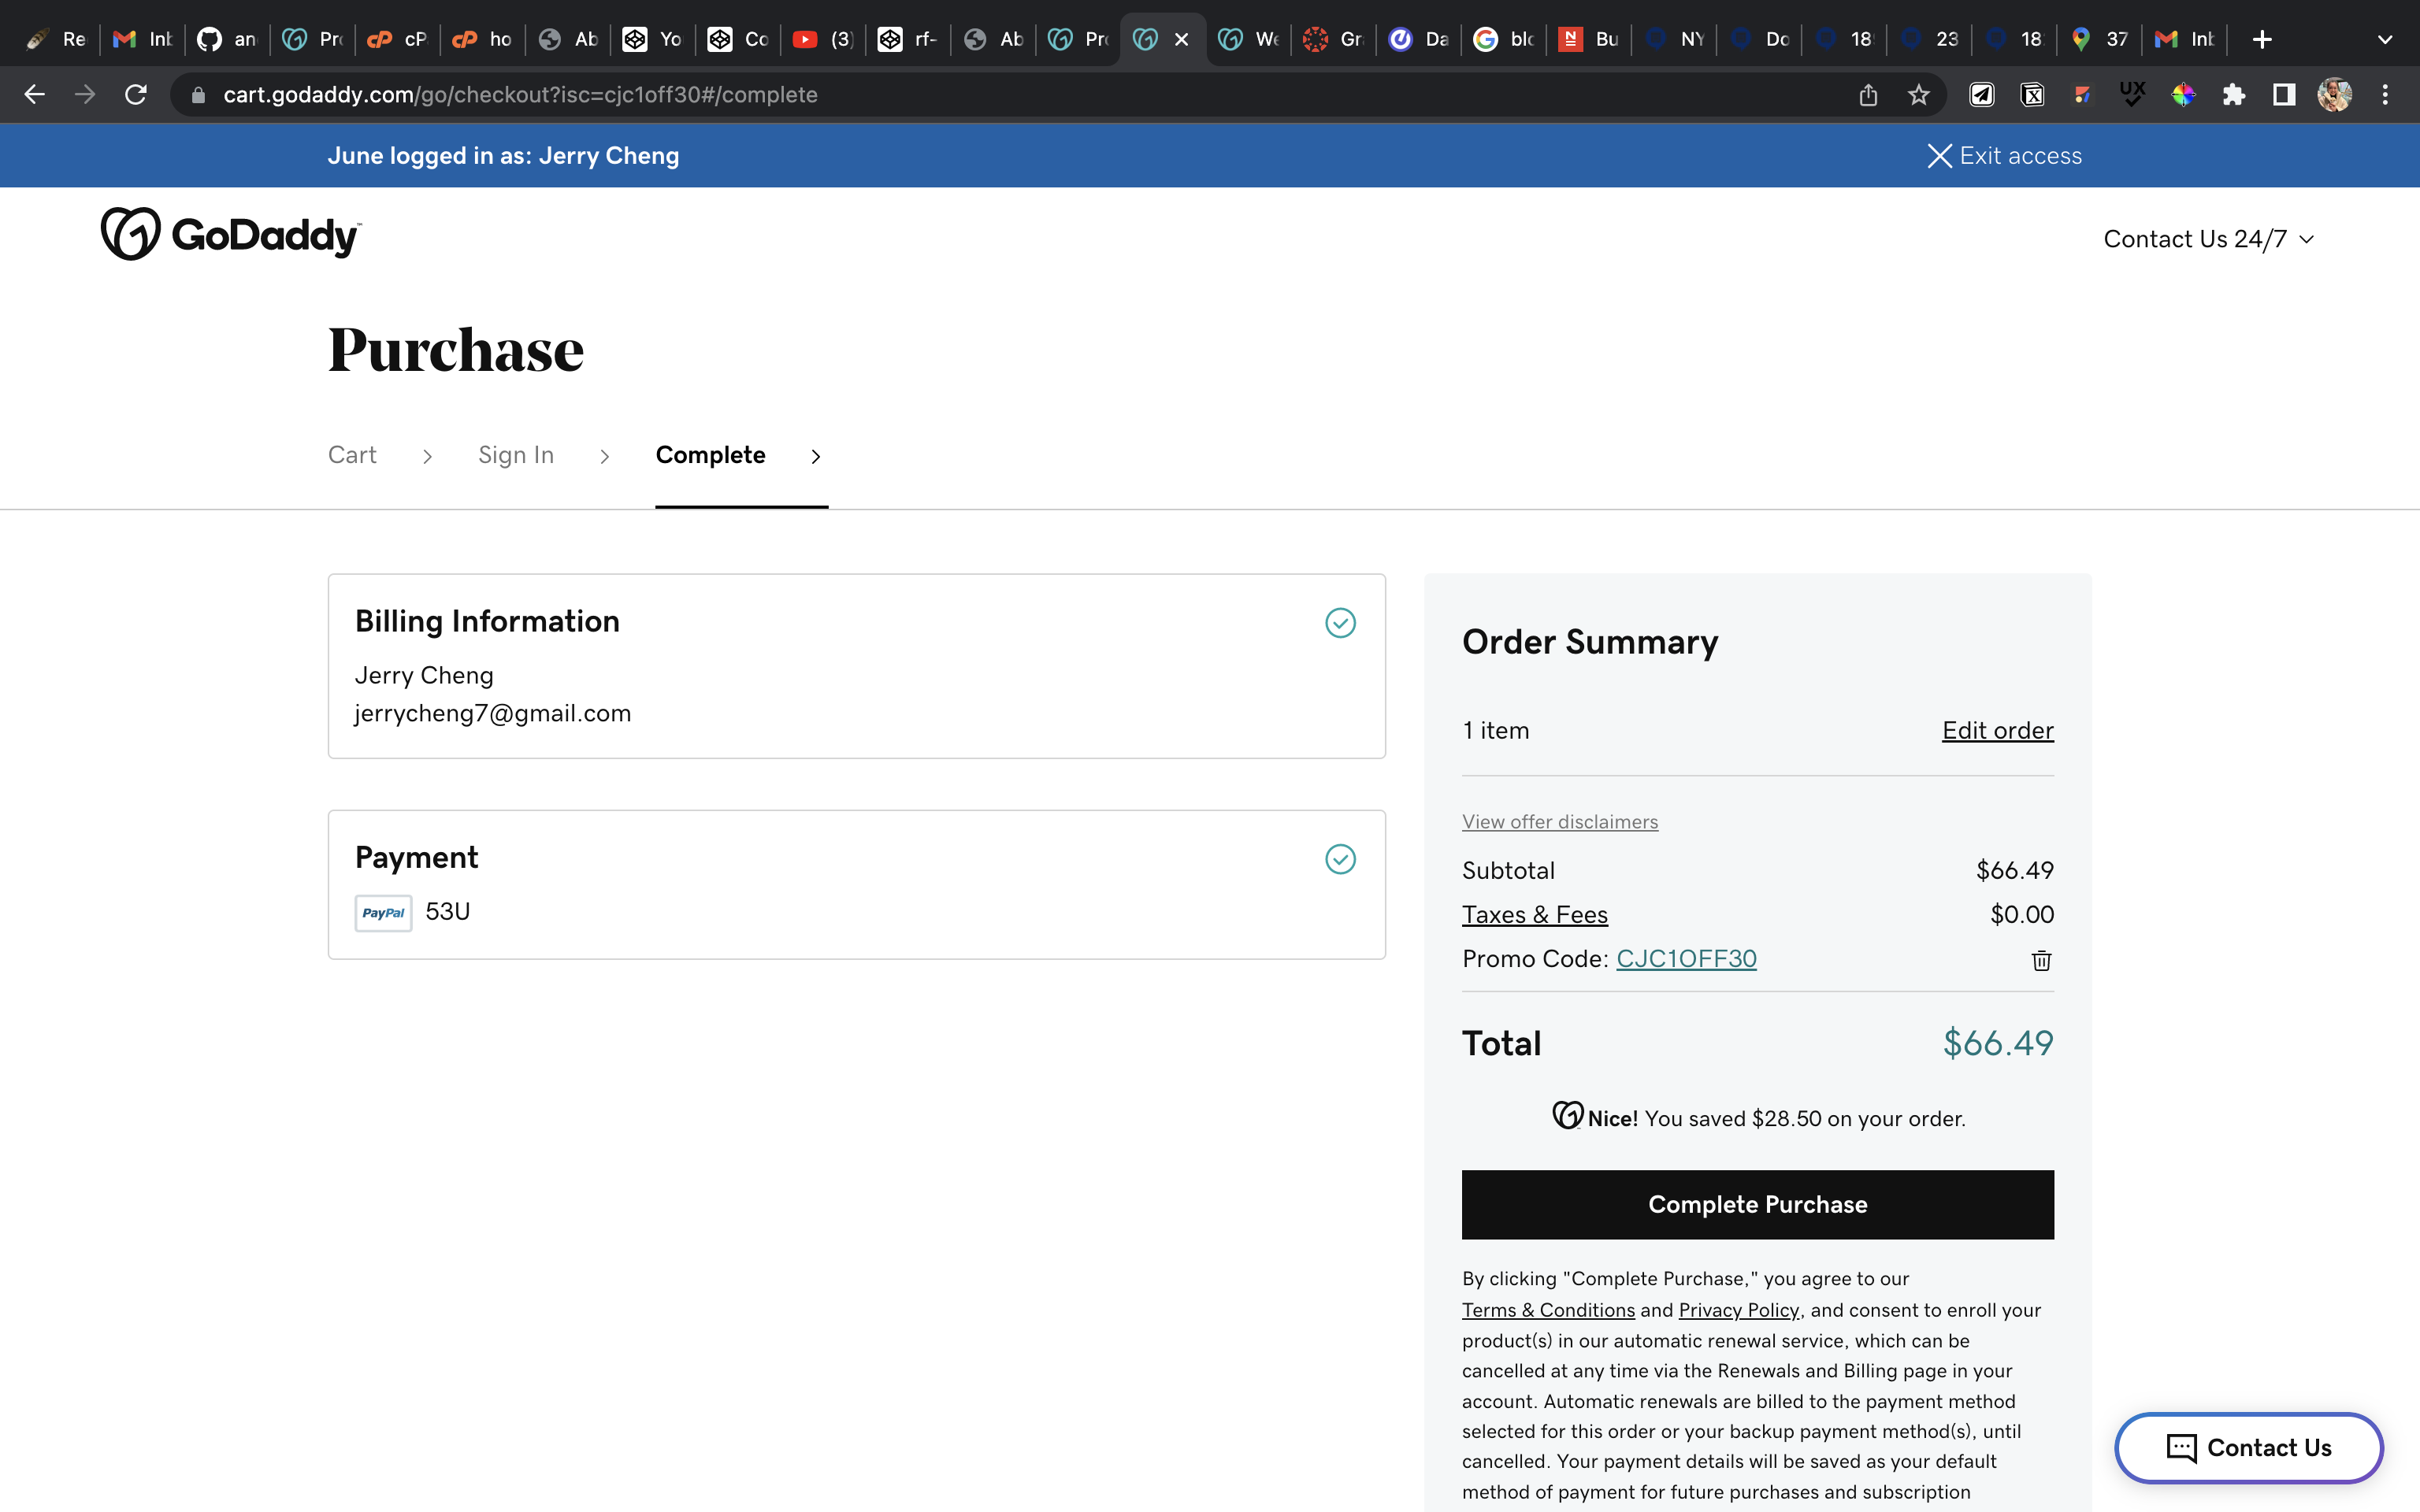 Re
Inb
an
Pro
cP
ho
Ab
Yo
Co
(3)
rf-
Ab
Pro
We
Gra
Da
blo
Bu
NY
Do
18
23
18
37
Inb
cart.godaddy.com/go/checkout?isc=cjc1off30#/complete
UX
June logged in as: Jerry Cheng
Exit access
GoDaddy
Contact Us 24/7
Purchase
Cart
Sign In
Complete
Billing Information
Jerry Cheng
jerrycheng7@gmail.com
Payment
PayPal 53U
Order Summary
1 item Edit order
View offer disclaimers
Subtotal $66.49
Taxes & Fees $0.00
Promo Code: CJC1OFF30
Total $66.49
Nice! You saved $28.50 on your order.
Complete Purchase
By clicking "Complete Purchase," you agree to our
Terms & Conditions and Privacy Policy, and consent to enroll your
product(s) in our automatic renewal service, which can be
cancelled at any time via the Renewals and Billing page in your
account. Automatic renewals are billed to the payment method
selected for this order or your backup payment method(s), until
cancelled. Your payment details will be saved as your default
method of payment for future purchases and subscription
Contact Us